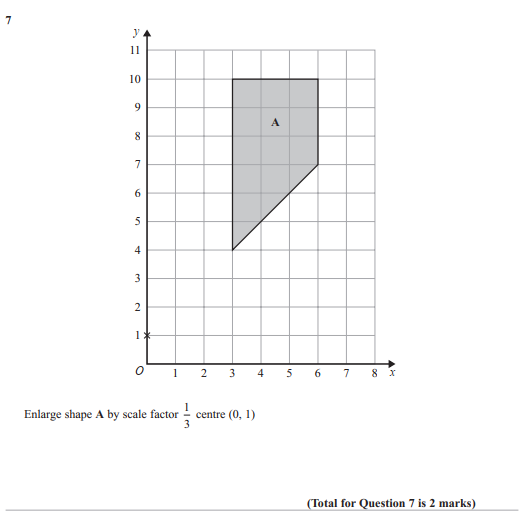 7
y
11
10
9
8
7
6
5
4
3
2
1
A
O 1 2 3 4 5 6 7 8 x
Enlarge shape A by scale factor 1/3 centre (0, 1)
(Total for Question 7 is 2 marks)